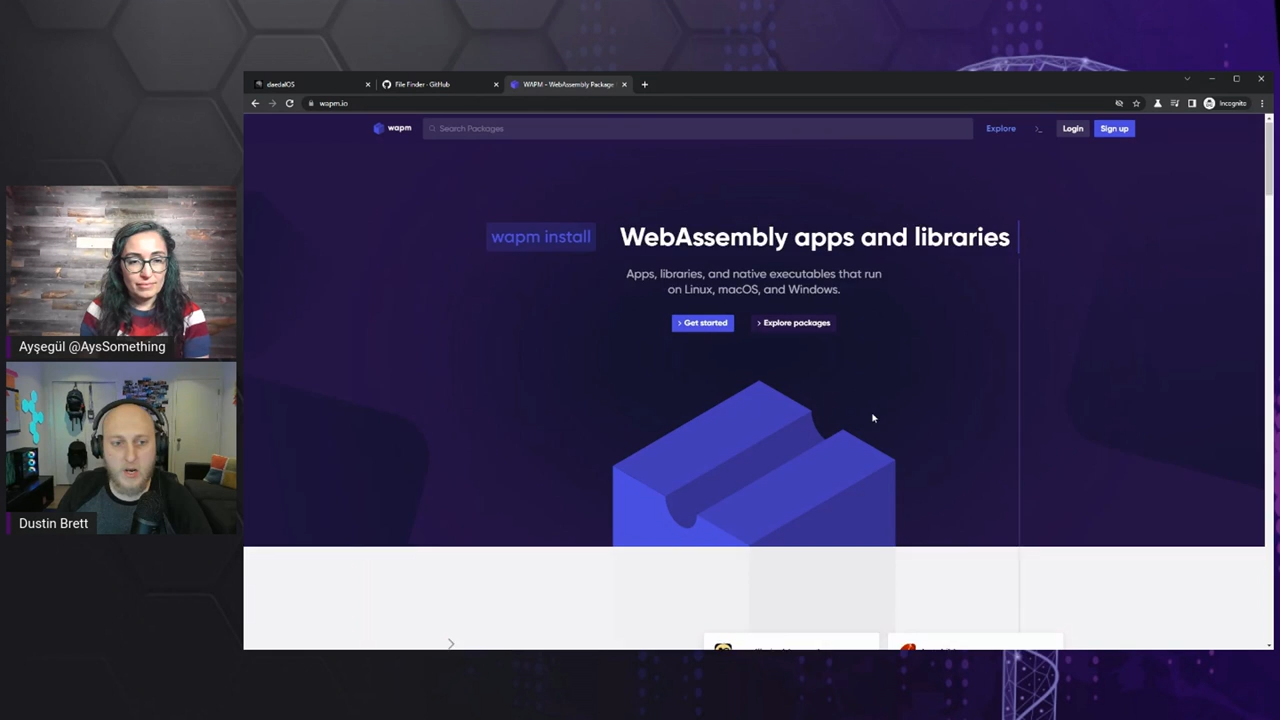 daedalOS
File Finder · GitHub
WAPM - WebAssembly Package
wapm.io
Incognito
wapm
Search Packages
Explore
Login
Sign up
wapm install
WebAssembly apps and libraries
Apps, libraries, and native executables that run
on Linux, macOS, and Windows.
Get started
Explore packages
Ayşegül @AysSomething
Dustin Brett